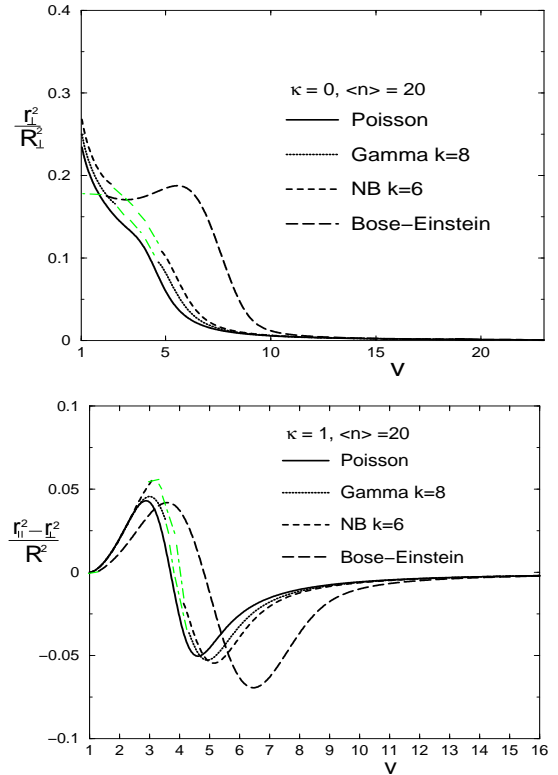 0.4
κ = 0, <n> = 20
0.3
r⊥²
R⊥²
Poisson
Gamma k=8
0.2
NB k=6
Bose−Einstein
0.1
0
1 5 10 15 20
v
0.1
κ = 1, <n> =20
Poisson
0.05
Gamma k=8
NB k=6
r||²−r⊥²
R²
Bose−Einstein
0
−0.05
−0.1
1 2 3 4 5 6 7 8 9 10 11 12 13 14 15 16
v